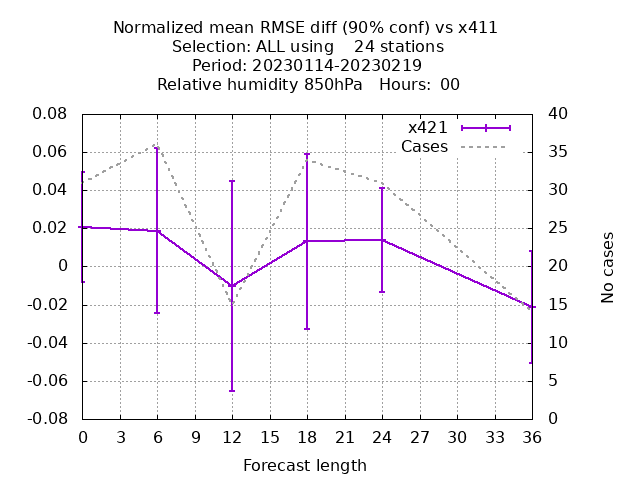 Normalized mean RMSE diff (90% conf) vs x411
Selection: ALL using    24 stations
Period: 20230114-20230219
Relative humidity 850hPa   Hours:  00
x421
Cases
0.08
0.06
0.04
0.02
0
-0.02
-0.04
-0.06
-0.08
40
35
30
25
20
15
10
5
0
No cases
0 3 6 9 12 15 18 21 24 27 30 33 36
Forecast length